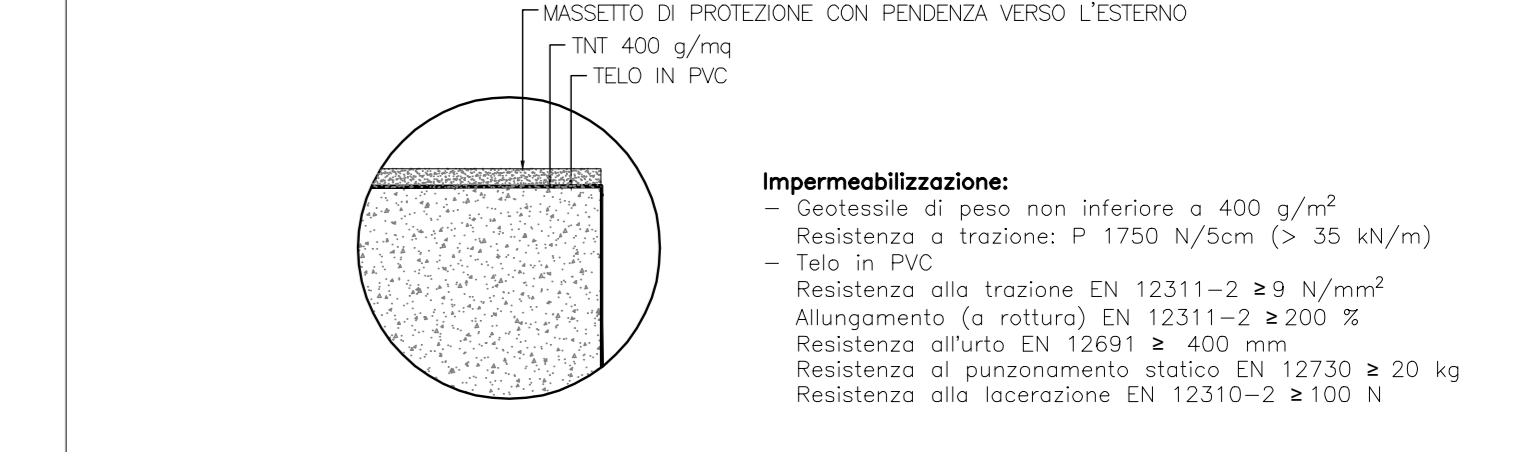 MASSETTO DI PROTEZIONE CON PENDENZA VERSO L'ESTERNO
TNT 400 g/mq
TELO IN PVC
Impermeabilizzazione:
– Geotessile di peso non inferiore a 400 g/m²
Resistenza a trazione: P 1750 N/5cm (> 35 kN/m)
– Telo in PVC
Resistenza alla trazione EN 12311–2 ≥9 N/mm²
Allungamento (a rottura) EN 12311–2 ≥200 %
Resistenza all'urto EN 12691 ≥ 400 mm
Resistenza al punzonamento statico EN 12730 ≥ 20 kg
Resistenza alla lacerazione EN 12310–2 ≥100 N